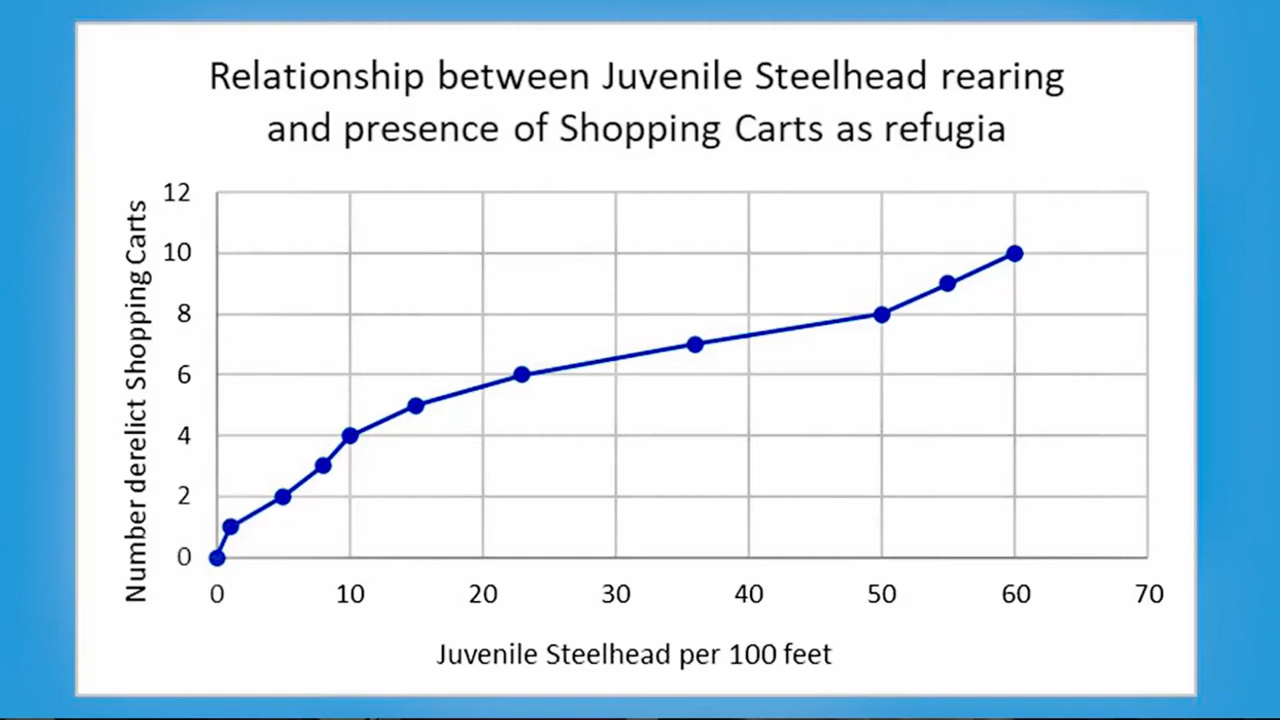 Relationship between Juvenile Steelhead rearing
and presence of Shopping Carts as refugia
Number derelict Shopping Carts
12
10
8
6
4
2
0
0 10 20 30 40 50 60 70
Juvenile Steelhead per 100 feet